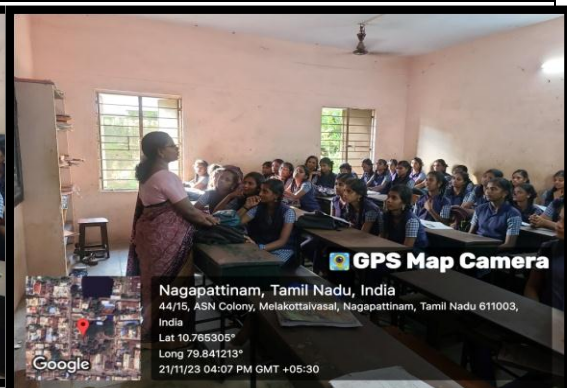 GPS Map Camera
Nagapattinam, Tamil Nadu, India
44/15, ASN Colony, Melakottaivasal, Nagapattinam, Tamil Nadu 611003,
India
Lat 10.765305°
Long 79.841213°
21/11/23 04:07 PM GMT +05:30
Google